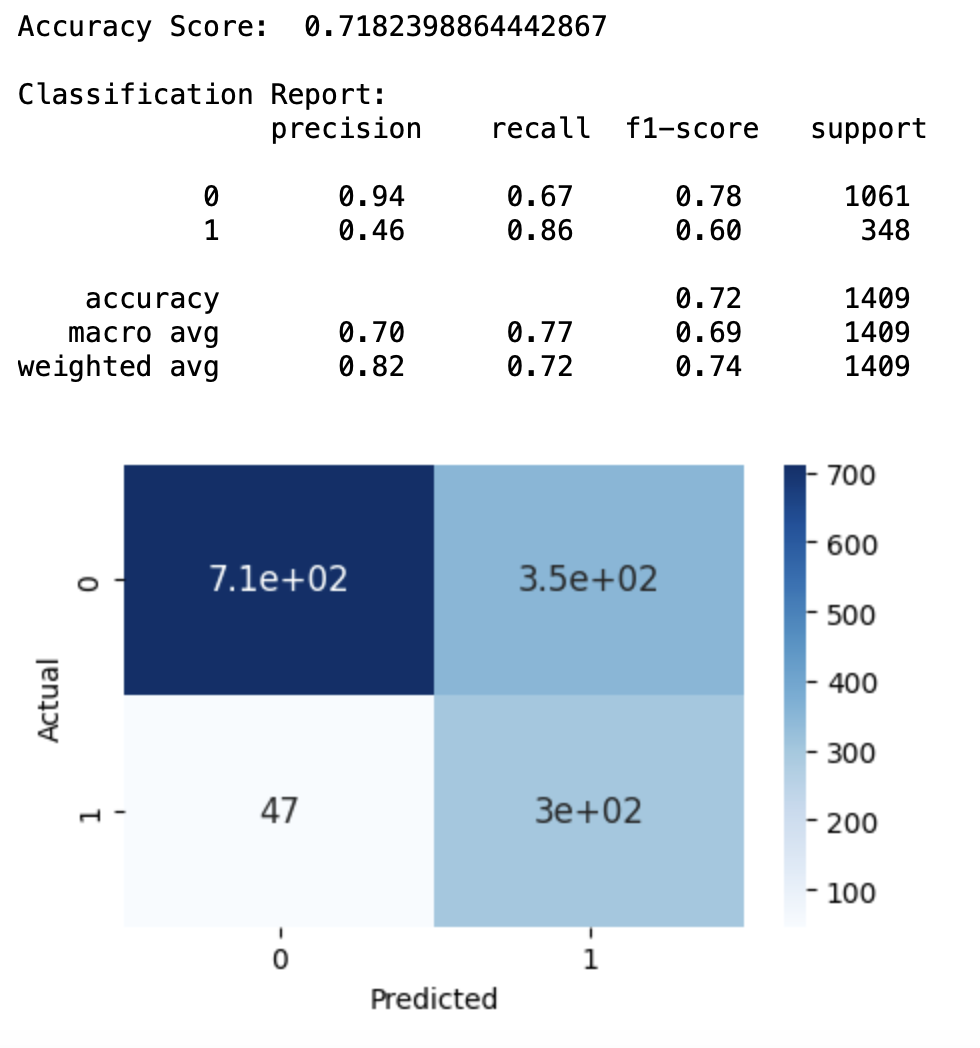 Accuracy Score:  0.7182398864442867
Classification Report:
precision recall f1-score support
0 0.94 0.67 0.78 1061
1 0.46 0.86 0.60 348
accuracy 0.72 1409
macro avg 0.70 0.77 0.69 1409
weighted avg 0.82 0.72 0.74 1409
700
600
500
400
300
200
100
Actual
0
7.1e+02 3.5e+02
1
47 3e+02
0 1
Predicted